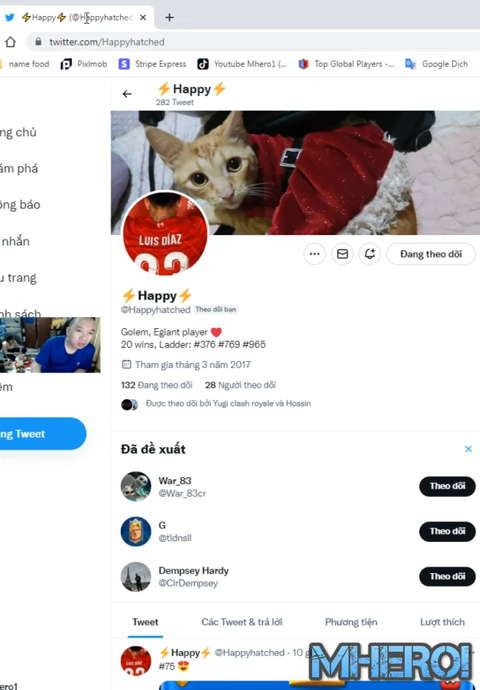 ⚡Happy⚡ (@Happyhatched
twitter.com/Happyhatched
name food
Pixlmob
Stripe Express
Youtube Mhero1 (...
Top Global Players -...
Google Dịch
⚡Happy⚡
282 Tweet
ng chủ
ám phá
ông báo
nhắn
u trang
nh sách
êm
ng Tweet
LUIS DÍAZ
23
Đang theo dõi
⚡Happy⚡
@Happyhatched Theo dõi bạn
Golem, Egiant player ❤️
20 wins, Ladder: #376 #769 #965
Tham gia tháng 3 năm 2017
132 Đang theo dõi 28 Người theo dõi
Được theo dõi bởi Yugi clash royale và Hossin
Đã đề xuất
War_83
@War_83cr
Theo dõi
G
@tldnsll
Theo dõi
Dempsey Hardy
@ClrDempsey
Theo dõi
Tweet
Các Tweet & trả lời
Phương tiện
Lượt thích
⚡Happy⚡ @Happyhatched · 10 g
#75 😍
MHERO1
ero1